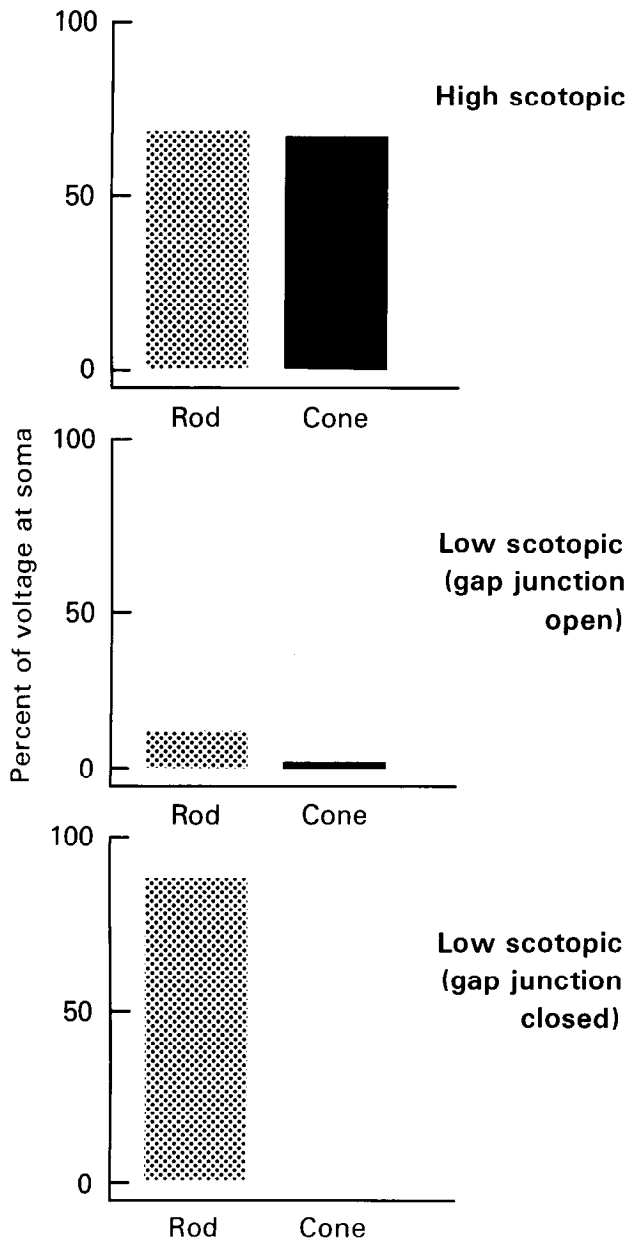 Percent of voltage at soma
100
50
0
Rod Cone
High scotopic
100
50
0
Rod Cone
Low scotopic
(gap junction
open)
100
50
0
Rod Cone
Low scotopic
(gap junction
closed)